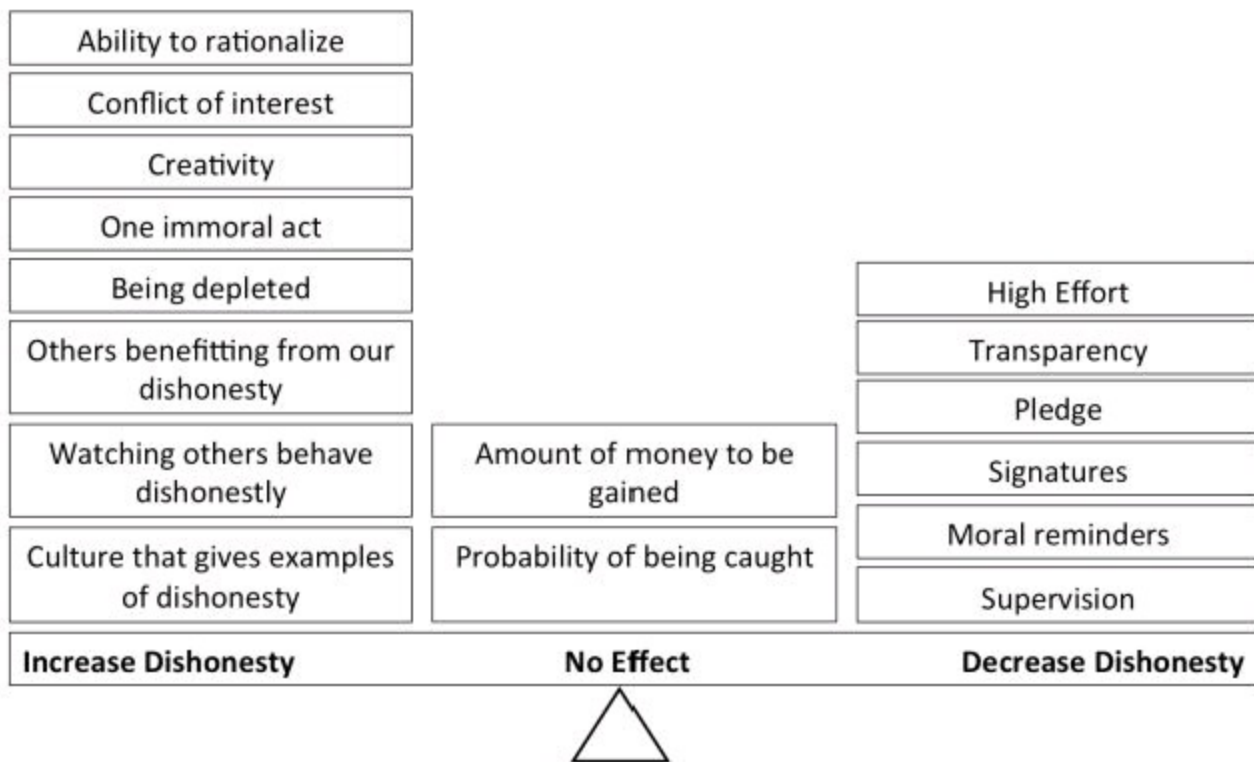 Ability to rationalize
Conflict of interest
Creativity
One immoral act
Being depleted
Others benefitting from our
dishonesty
Watching others behave
dishonestly
Culture that gives examples
of dishonesty
Amount of money to be
gained
Probability of being caught
High Effort
Transparency
Pledge
Signatures
Moral reminders
Supervision
Increase Dishonesty
No Effect
Decrease Dishonesty